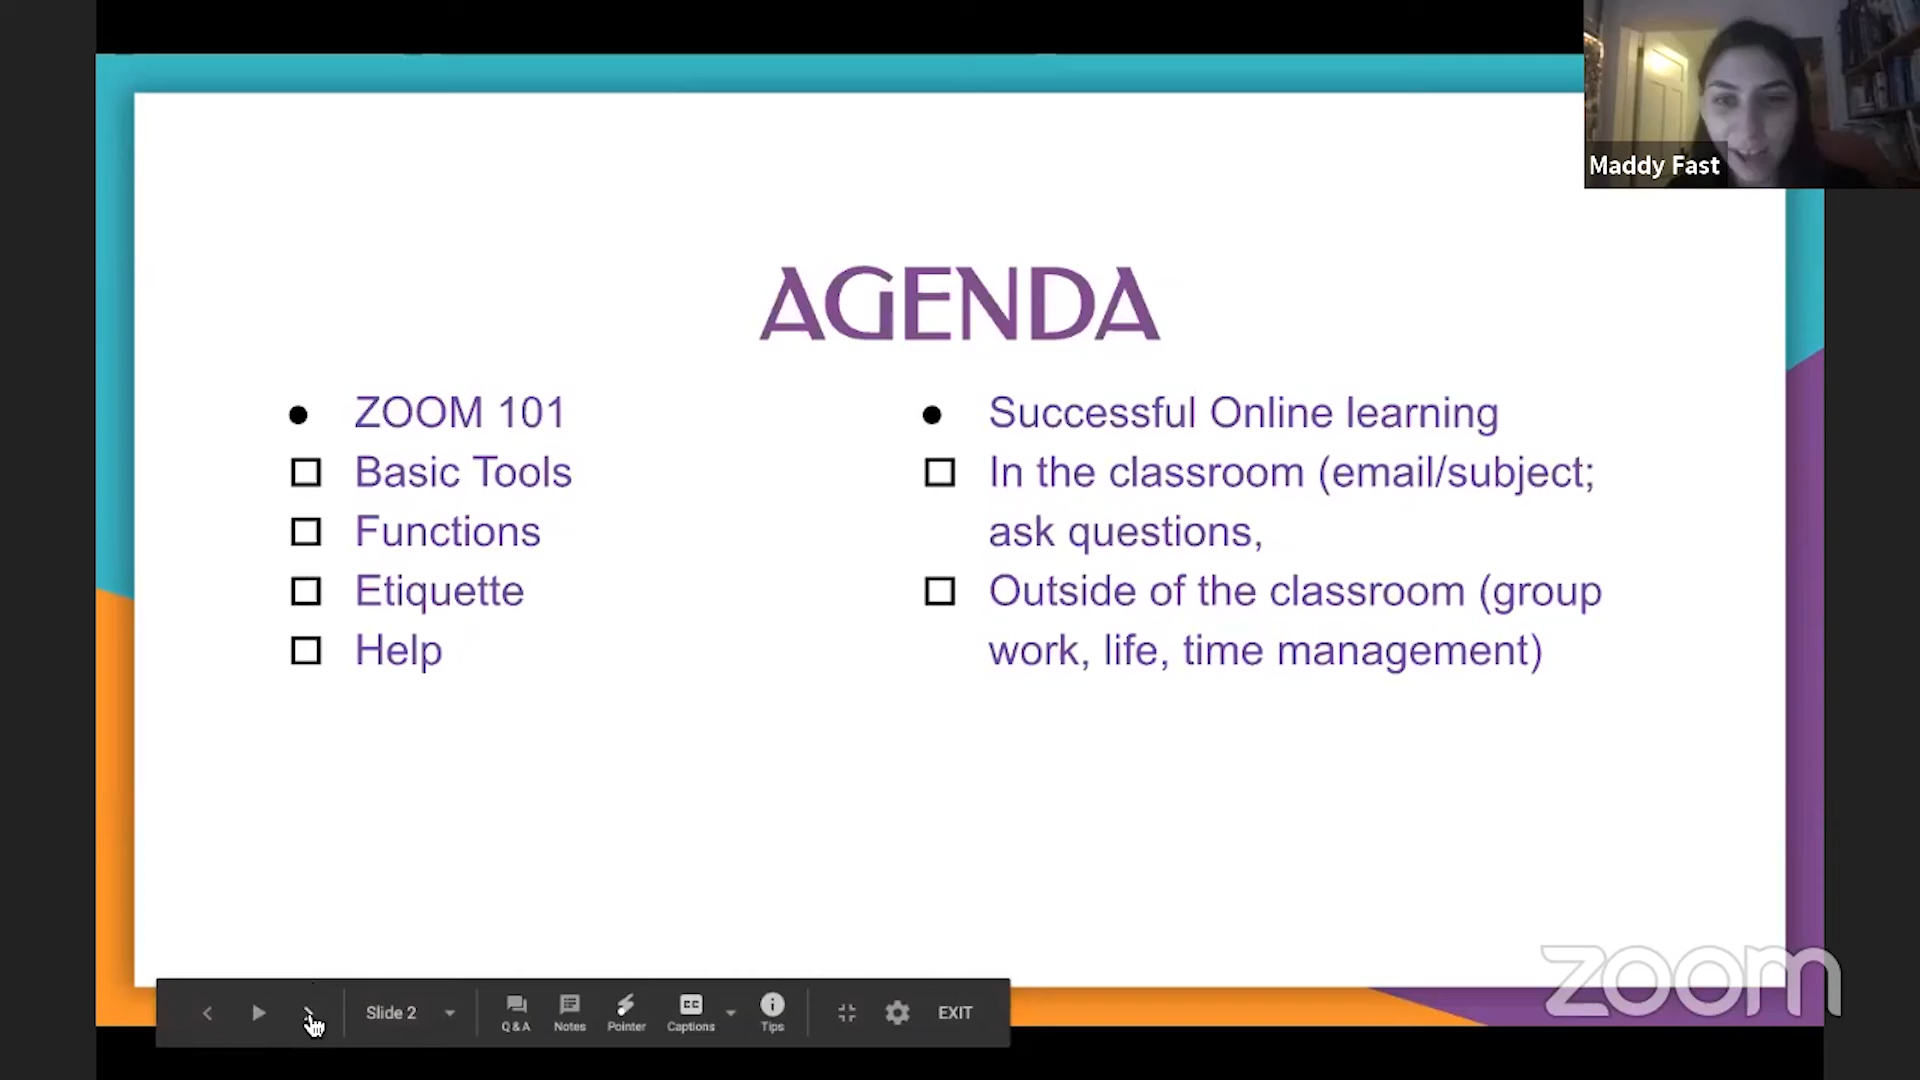 Maddy Fast
AGENDA
ZOOM 101
Basic Tools
Functions
Etiquette
Help
Successful Online learning
In the classroom (email/subject;
ask questions,
Outside of the classroom (group
work, life, time management)
zoom
Slide 2
Q&A
Notes
Pointer
CC
Captions
Tips
EXIT